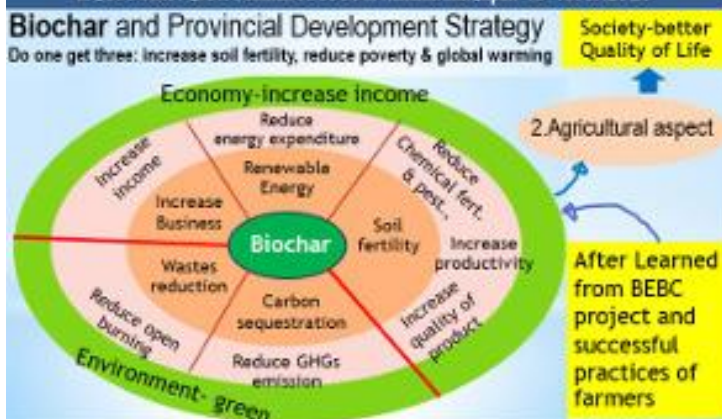 Biochar and Provincial Development Strategy
Do one get three: increase soil fertility, reduce poverty & global warming
Society-better
Quality of Life
2.Agricultural aspect
Economy-increase income
Reduce
energy expenditure
Increase
income
Reduce
Chemical fert.
& pest.,
Renewable
Energy
Increase
Business
Biochar
Soil
fertility
Increase
productivity
Wastes
reduction
Carbon
sequestration
Increase
quality of
product
Reduce open
burning
Reduce GHGs
emission
Environment- green
After Learned
from BEBC
project and
successful
practices of
farmers